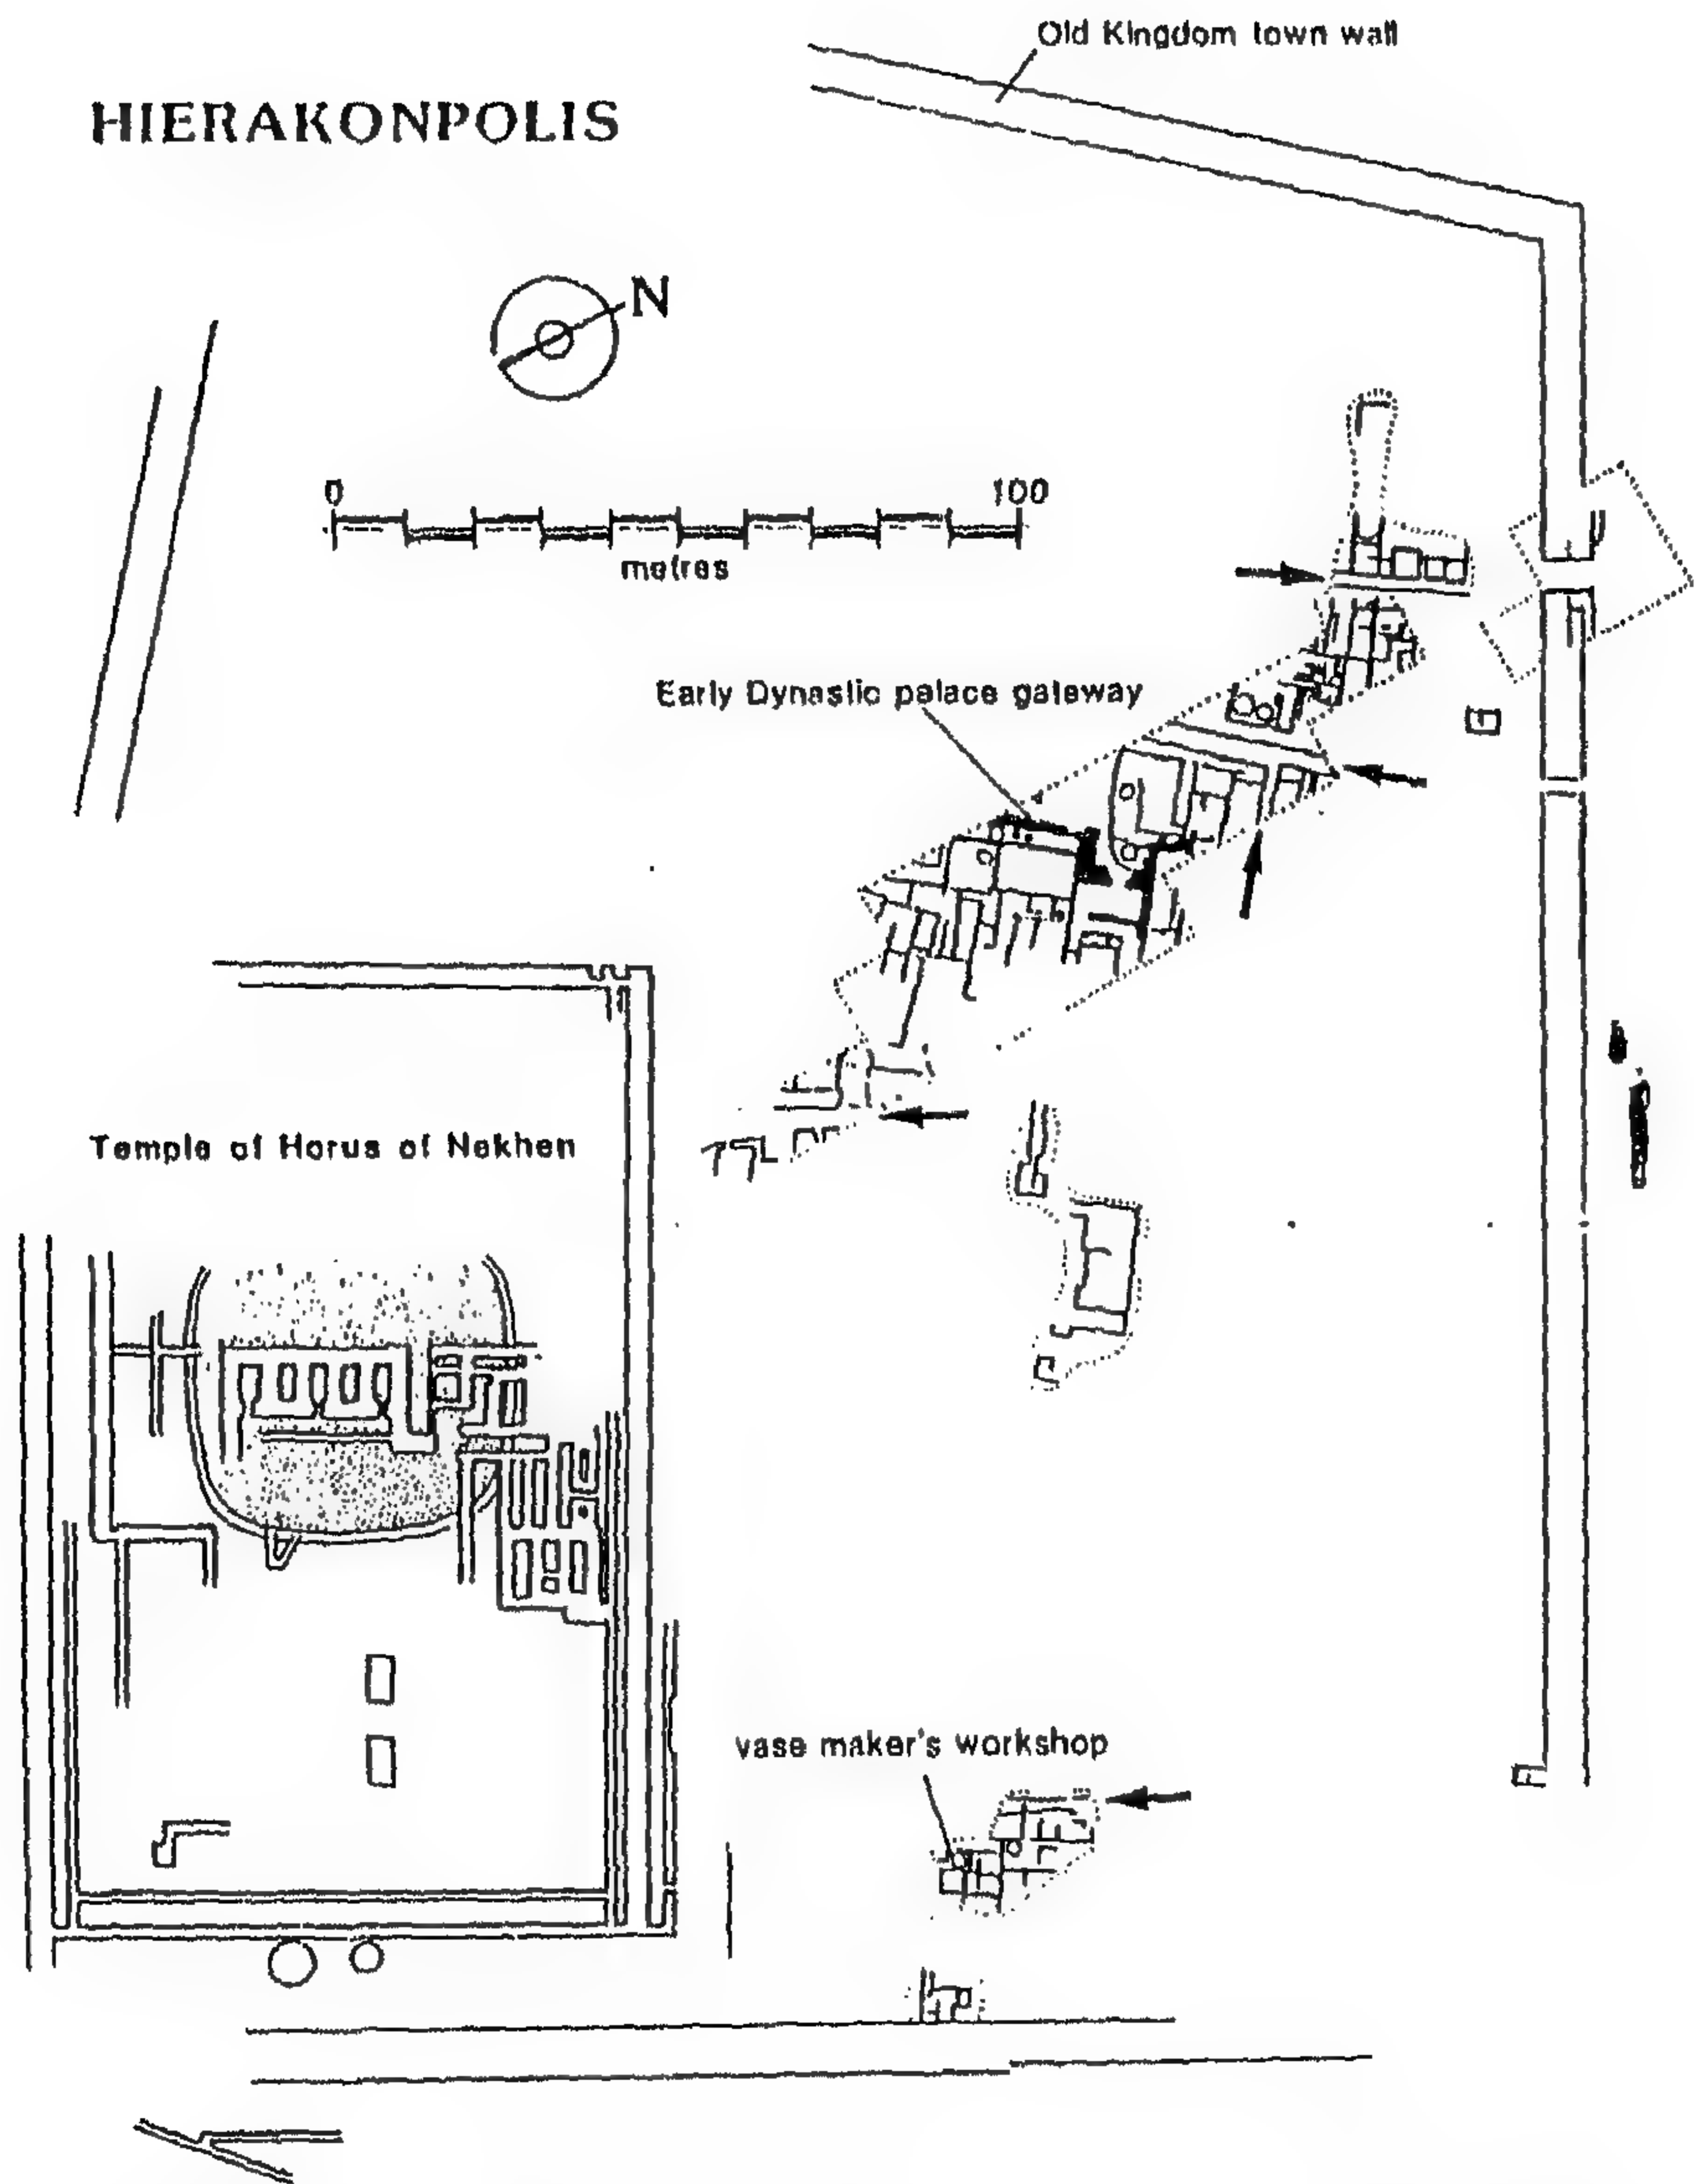 Old Kingdom town wall
HIERAKONPOLIS
N
0 100
metres
Early Dynastic palace gateway
Temple of Horus of Nekhen
vase maker's workshop